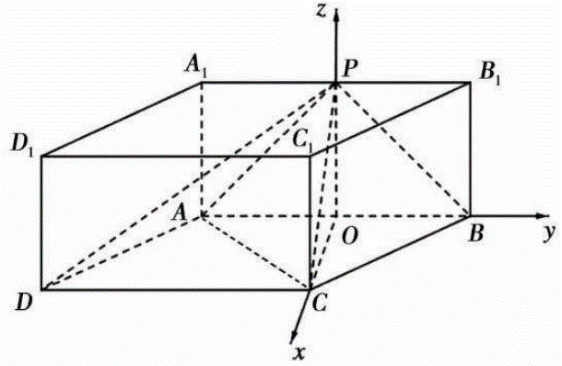 z
A₁ P B₁
D₁ C₁
A O B y
D C
x